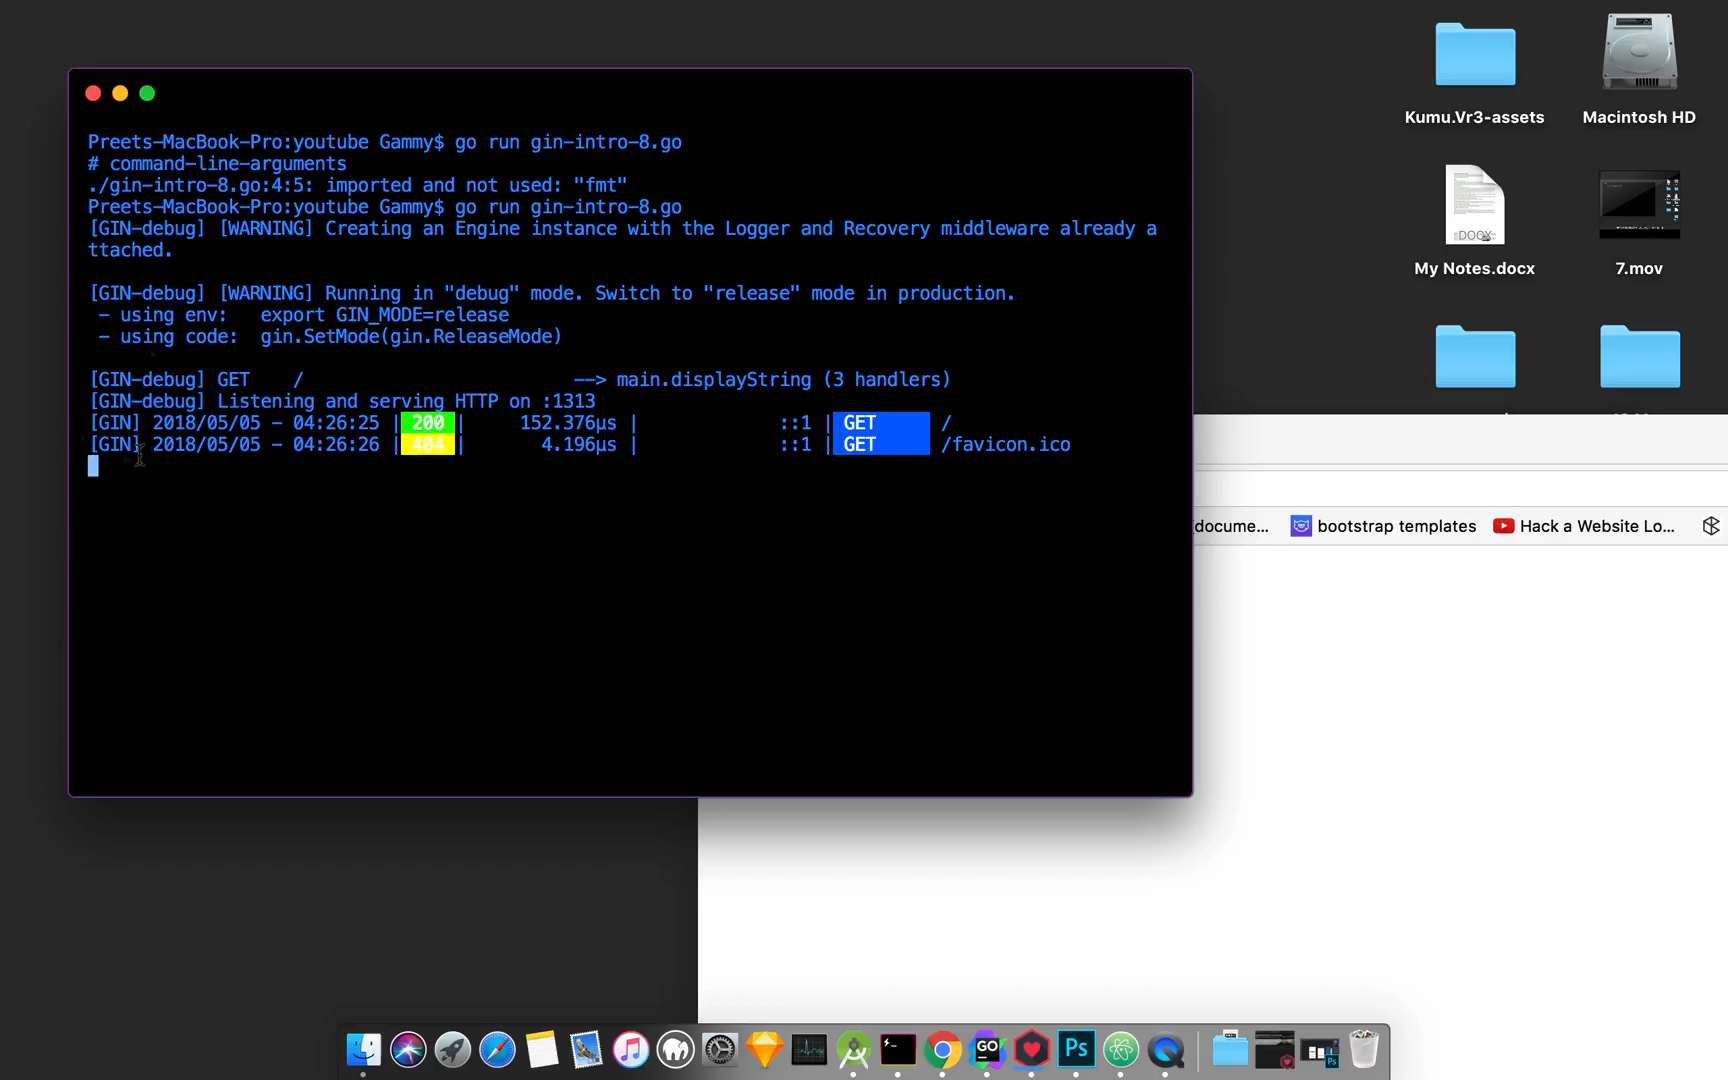 Preets-MacBook-Pro:youtube Gammy$ go run gin-intro-8.go
# command-line-arguments
./gin-intro-8.go:4:5: imported and not used: "fmt"
Preets-MacBook-Pro:youtube Gammy$ go run gin-intro-8.go
[GIN-debug] [WARNING] Creating an Engine instance with the Logger and Recovery middleware already a
ttached.
[GIN-debug] [WARNING] Running in "debug" mode. Switch to "release" mode in production.
- using env: export GIN_MODE=release
- using code: gin.SetMode(gin.ReleaseMode)
[GIN-debug] GET / --> main.displayString (3 handlers)
[GIN-debug] Listening and serving HTTP on :1313
[GIN] 2018/05/05 - 04:26:25 | 200 | 152.376µs | ::1 | GET /
[GIN] 2018/05/05 - 04:26:26 | 404 | 4.196µs | ::1 | GET /favicon.ico
Kumu.Vr3-assets
Macintosh HD
DOCX
My Notes.docx
7.mov
docume...
bootstrap templates
Hack a Website Lo...
GO
Ps